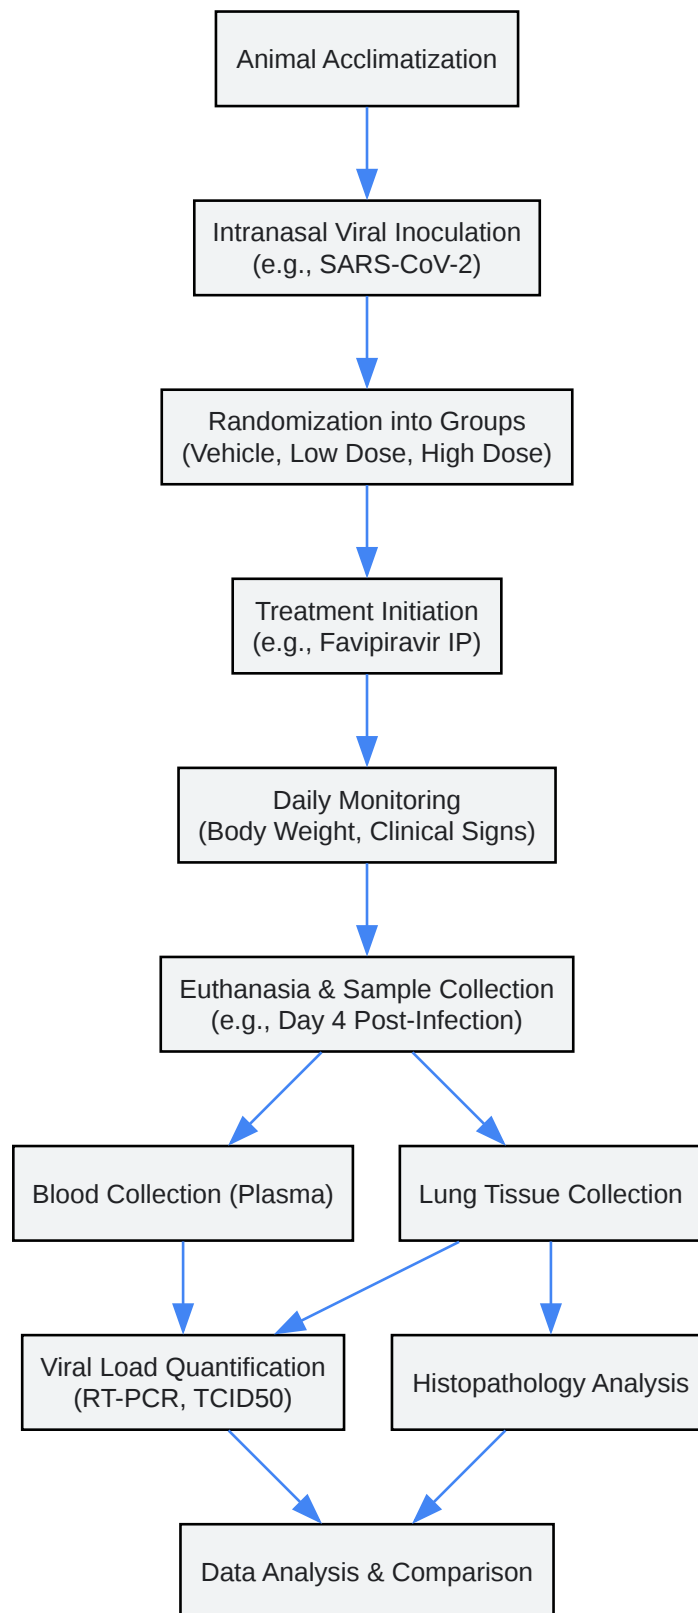 Animal Acclimatization
Intranasal Viral Inoculation
(e.g., SARS-CoV-2)
Randomization into Groups
(Vehicle, Low Dose, High Dose)
Treatment Initiation
(e.g., Favipiravir IP)
Daily Monitoring
(Body Weight, Clinical Signs)
Euthanasia & Sample Collection
(e.g., Day 4 Post-Infection)
Blood Collection (Plasma)
Lung Tissue Collection
Viral Load Quantification
(RT-PCR, TCID50)
Histopathology Analysis
Data Analysis & Comparison